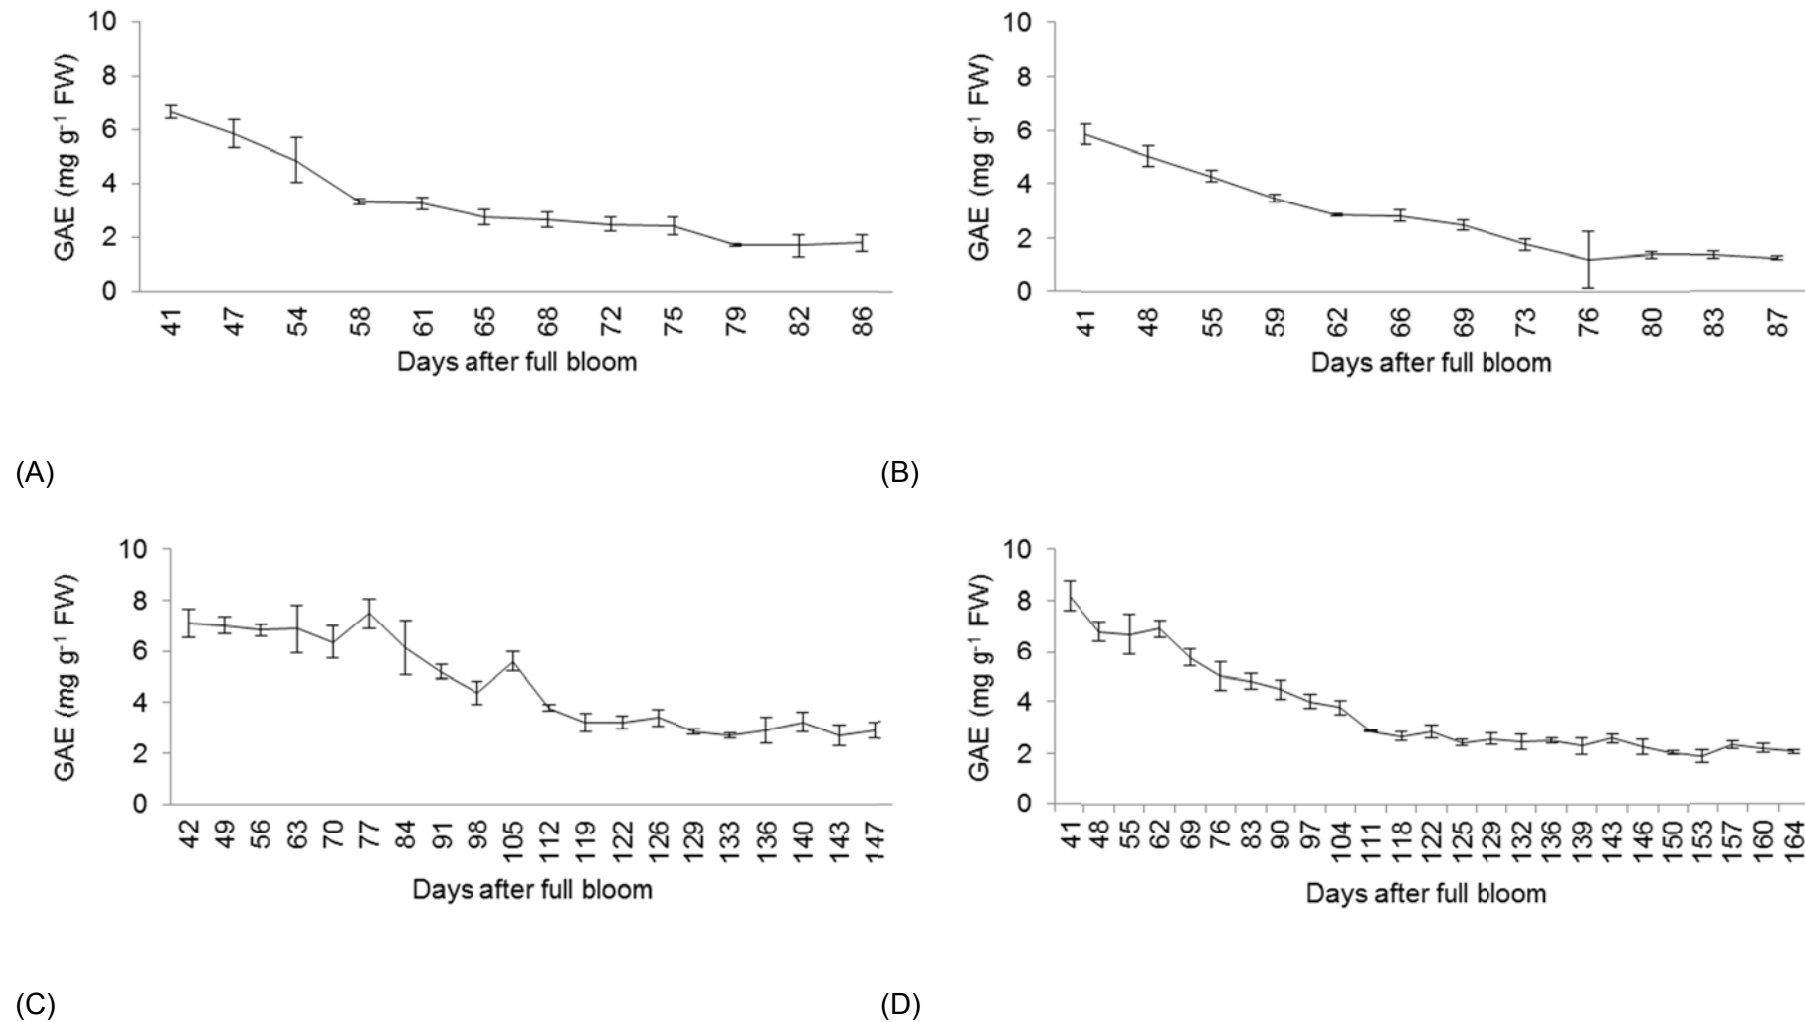 10
8
6
4
2
0
GAE (mg g-1 FW)
41 47 54 58 61 65 68 72 75 79 82 86
Days after full bloom
(A)
10
8
6
4
2
0
GAE (mg g-1 FW)
41 48 55 59 62 66 69 73 76 80 83 87
Days after full bloom
(B)
10
8
6
4
2
0
GAE (mg g-1 FW)
42 49 56 63 70 77 84 91 98 105 112 119 122 126 129 133 136 140 143 147
Days after full bloom
(C)
10
8
6
4
2
0
GAE (mg g-1 FW)
41 48 55 62 69 76 83 90 97 104 111 118 122 125 129 132 136 139 143 146 150 153 157 160 164
Days after full bloom
(D)